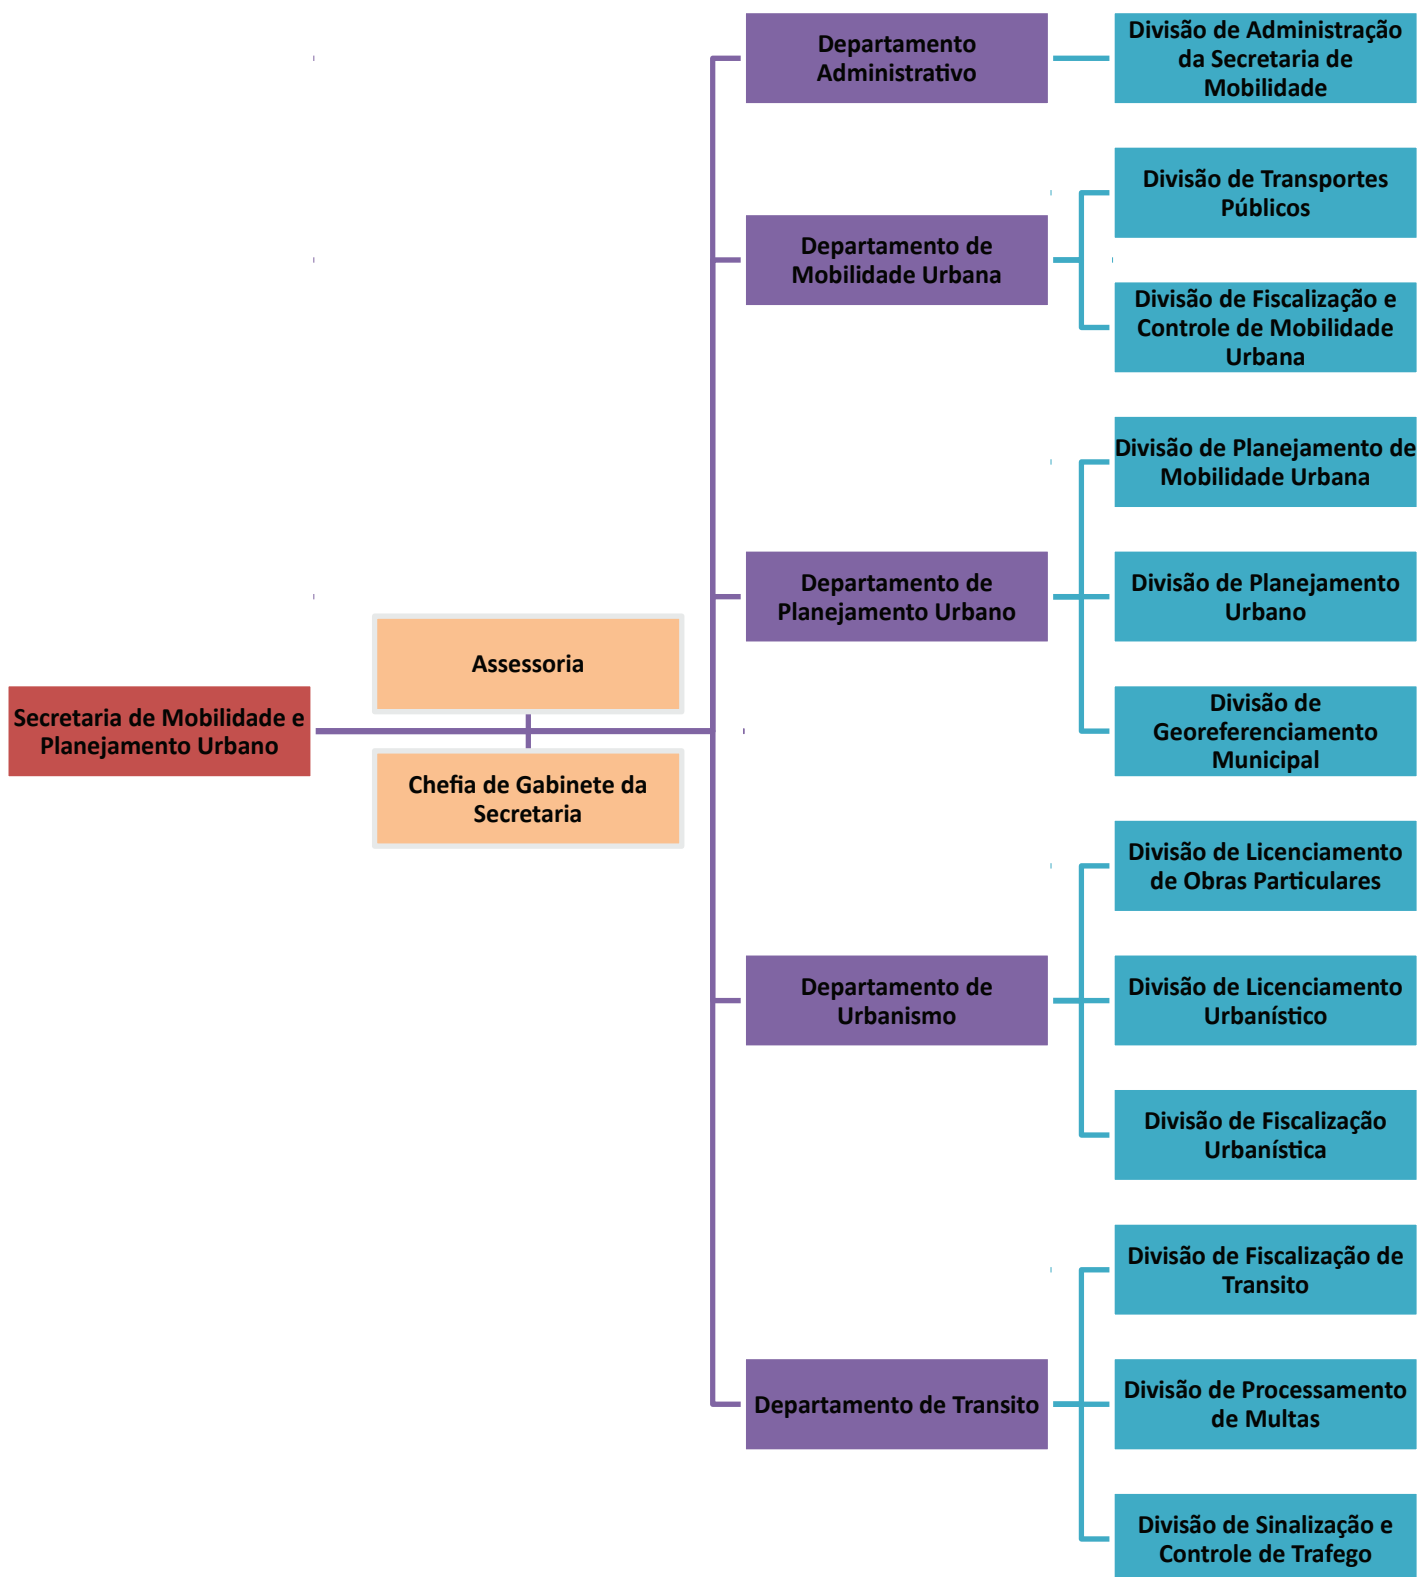 Secretaria de Mobilidade e
Planejamento Urbano
Assessoria
Chefia de Gabinete da
Secretaria
Departamento
Administrativo
Divisão de Administração
da Secretaria de
Mobilidade
Departamento de
Mobilidade Urbana
Divisão de Transportes
Públicos
Divisão de Fiscalização e
Controle de Mobilidade
Urbana
Departamento de
Planejamento Urbano
Divisão de Planejamento de
Mobilidade Urbana
Divisão de Planejamento
Urbano
Divisão de
Georeferenciamento
Municipal
Departamento de
Urbanismo
Divisão de Licenciamento
de Obras Particulares
Divisão de Licenciamento
Urbanístico
Divisão de Fiscalização
Urbanística
Departamento de Transito
Divisão de Fiscalização de
Transito
Divisão de Processamento
de Multas
Divisão de Sinalização e
Controle de Trafego